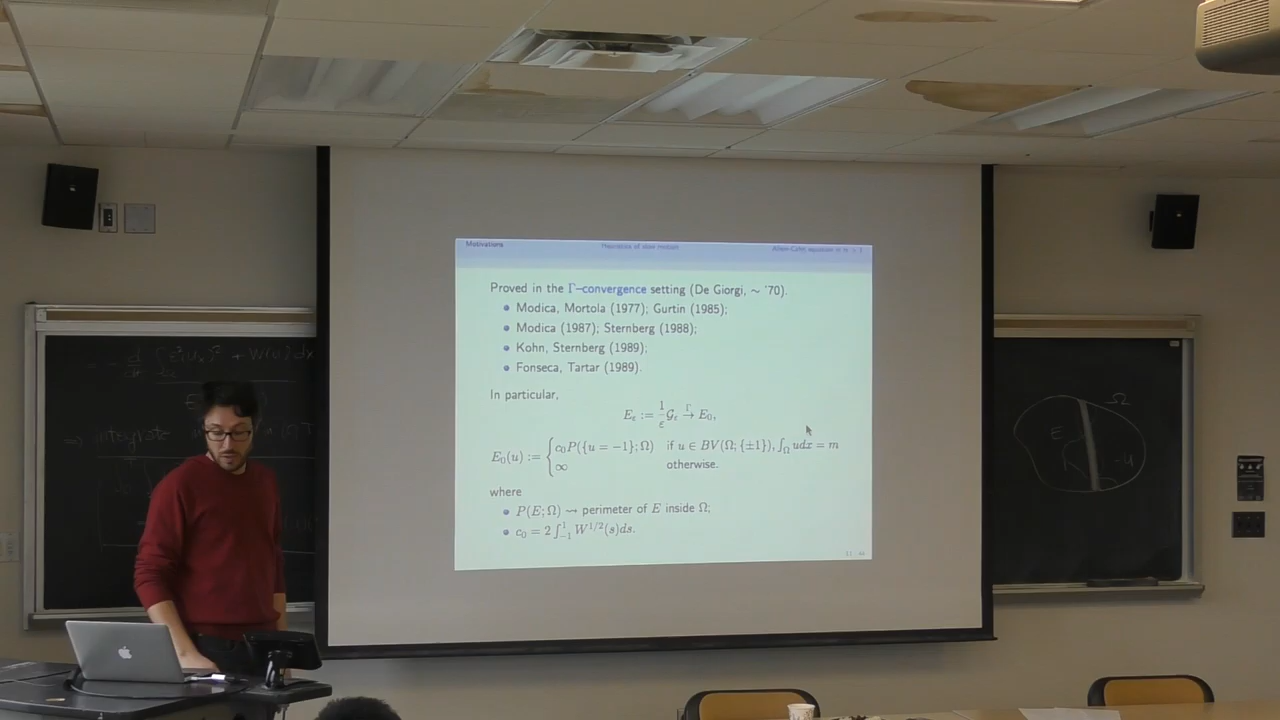 Motivations
Proved in the Γ–convergence setting (De Giorgi, ∼ '70).
• Modica, Mortola (1977); Gurtin (1985);
• Modica (1987); Sternberg (1988);
• Kohn, Sternberg (1989);
• Fonseca, Tartar (1989).
In particular,
E_ε := 1/ε G_ε →^Γ E_0,
E_0(u) := { c_0 P({u = −1}; Ω) if u ∈ BV(Ω; {±1}), ∫_Ω u dx = m
∞ otherwise.
where
• P(E; Ω) ⇝ perimeter of E inside Ω;
• c_0 = 2 ∫_{−1}^{1} W^{1/2}(s)ds.
⇒ integrate
Ω
E